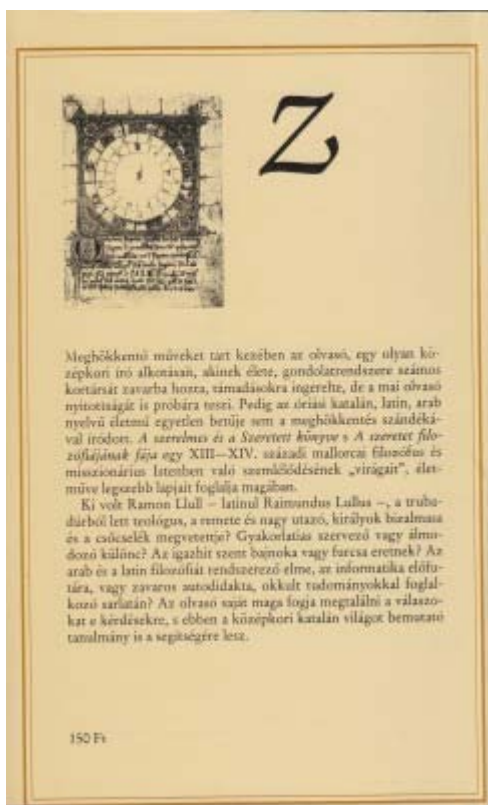 Z
Meghökkentő műveket tart kezében az olvasó, egy olyan kö-
zépkori író alkotásait, akinek élete, gondolatrendszere számos
kortársát zavarba hozta, támadásokra ingerelte, de a mai olvasó
nyitottságát is próbára teszi. Pedig az óriási katalán, latin, arab
nyelvű életmű egyetlen betűje sem a meghökkentés szándéká-
val íródott. A szerelmes és a Szeretett könyve s A szeretet filo-
zófiájának fája egy XIII—XIV. századi mallorcai filozófus és
misszionárius Istenben való szemlélődésének „virágait”, élet-
műve legszebb lapjait foglalja magában.
Ki volt Ramon Llull – latinul Raimundus Lullus –, a truba-
dúrból lett teológus, a remete és nagy utazó, királyok bizalmasa
és a csőcselék megvetettje? Gyakorlatias szervező vagy álmo-
dozó különc? Az igazhit szent bajnoka vagy furcsa eretnek? Az
arab és a latin filozófiát rendszerező elme, az informatika előfu-
tára, vagy zavaros autodidakta, okkult tudományokkal foglal-
kozó sarlatán? Az olvasó saját maga fogja megtalálni a válaszo-
kat e kérdésekre, s ebben a középkori katalán világot bemutató
tanulmány is a segítségére lesz.
150 Ft